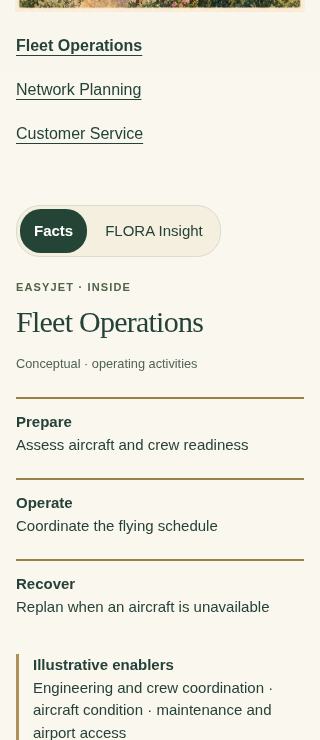 Fleet Operations
Network Planning
Customer Service
Facts
FLORA Insight
EASYJET · INSIDE
Fleet Operations
Conceptual · operating activities
Prepare
Assess aircraft and crew readiness
Operate
Coordinate the flying schedule
Recover
Replan when an aircraft is unavailable
Illustrative enablers
Engineering and crew coordination ·
aircraft condition · maintenance and
airport access